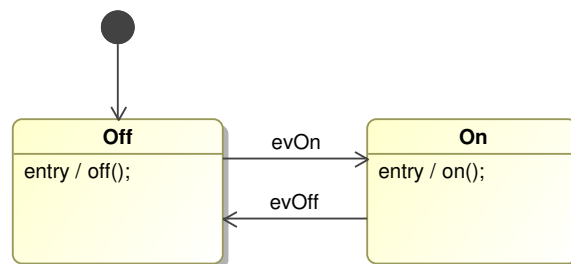 Off
entry / off();
evOn
evOff
On
entry / on();